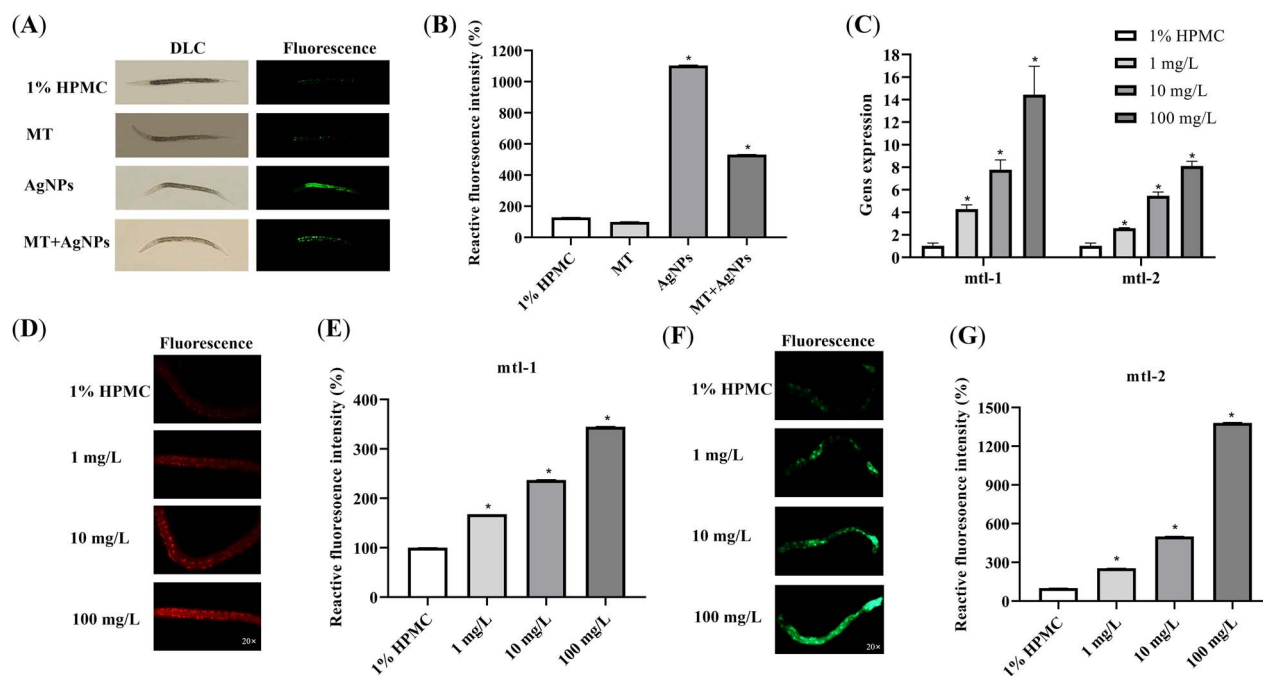 (A)
DLC
Fluorescence
1% HPMC
MT
AgNPs
MT+AgNPs
(B)
Reactive fluoresoence intensity (%)
1200
1000
800
600
400
200
0
*
*
1% HPMC
MT
AgNPs
MT+AgNPs
(C)
Gens expression
18
16
14
12
10
8
6
4
2
0
1% HPMC
1 mg/L
10 mg/L
100 mg/L
*
*
*
*
*
*
mtl-1
mtl-2
(D)
Fluorescence
1% HPMC
1 mg/L
10 mg/L
100 mg/L
20×
(E)
mtl-1
Reactive fluoresoence intensity (%)
400
300
200
100
0
*
*
*
1% HPMC
1 mg/L
10 mg/L
100 mg/L
(F)
Fluorescence
1% HPMC
1 mg/L
10 mg/L
100 mg/L
20×
(G)
mtl-2
Reactive fluoresoence intensity (%)
1500
1200
900
600
300
0
*
*
*
1% HPMC
1 mg/L
10 mg/L
100 mg/L